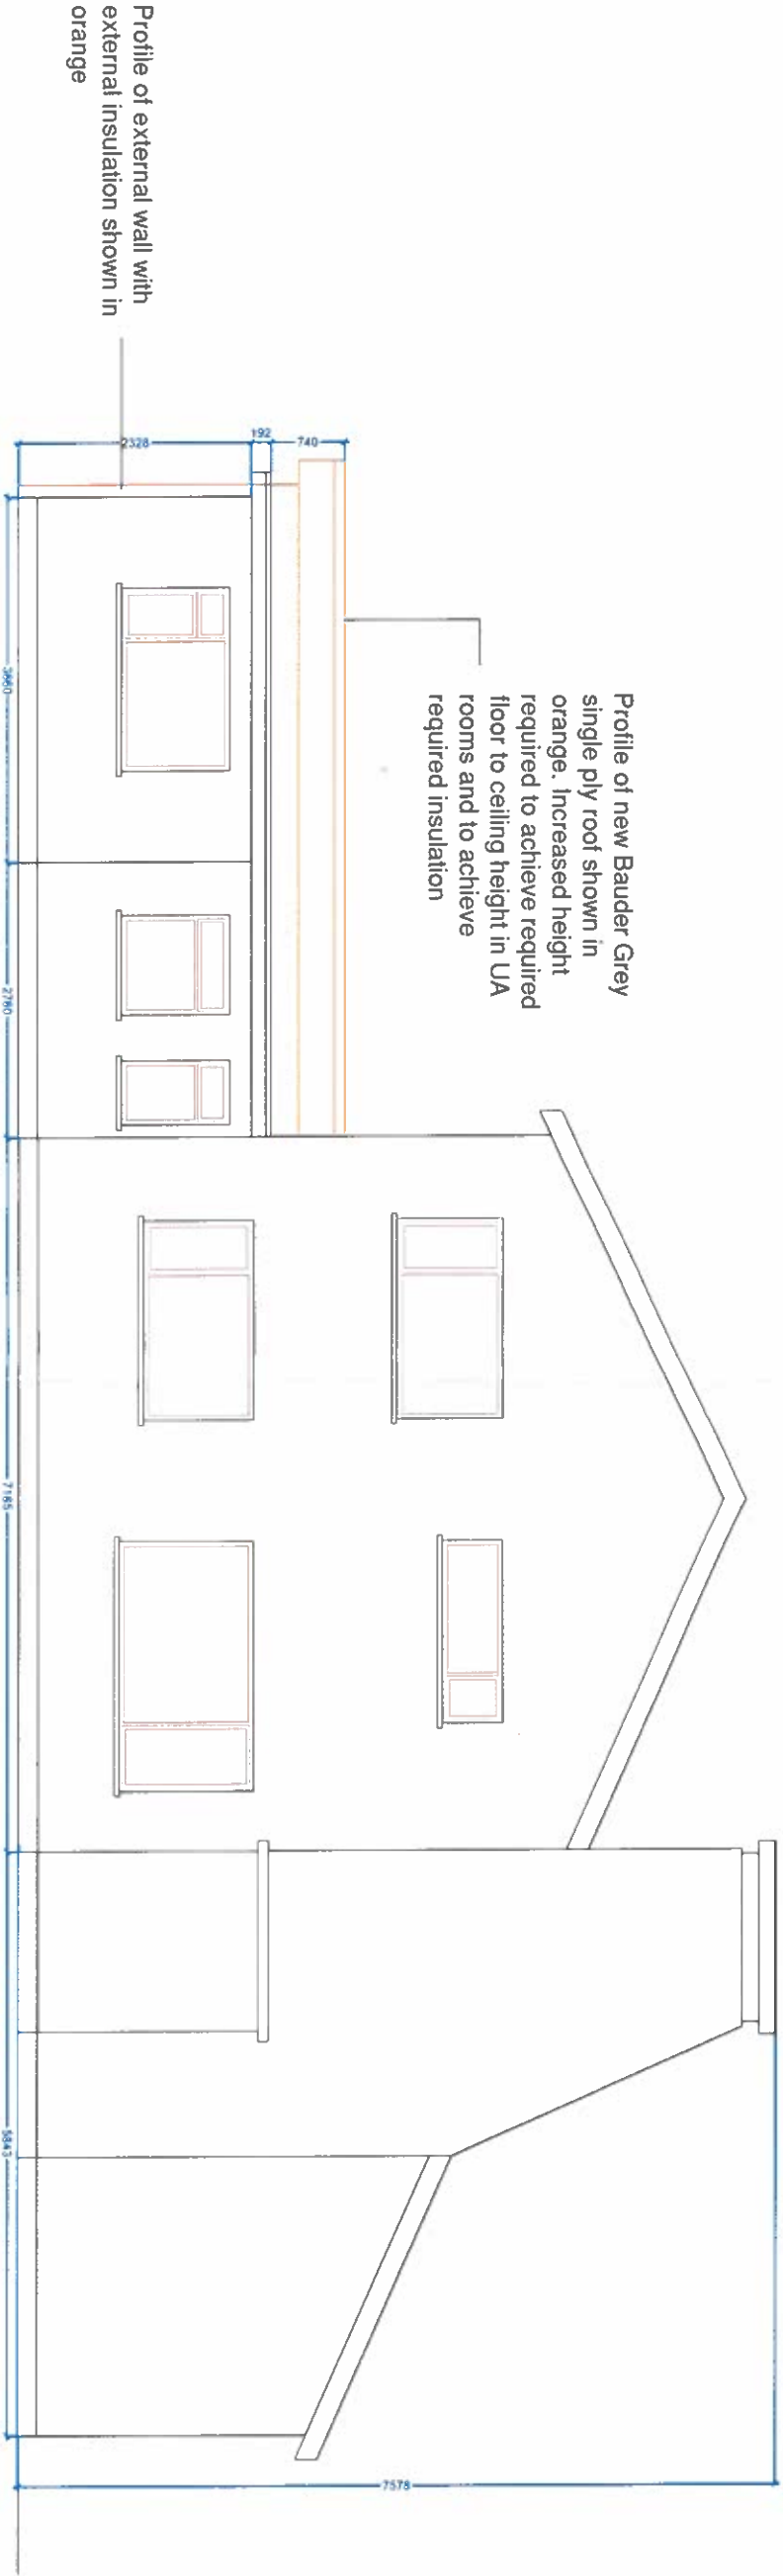 Profile of new Bauder Grey
single ply roof shown in
orange. Increased height
required to achieve required
floor to ceiling height in UA
rooms and to achieve
required insulation
Profile of external wall with
external insulation shown in
orange
740
192
2328
3660
2760
7165
5843
7578